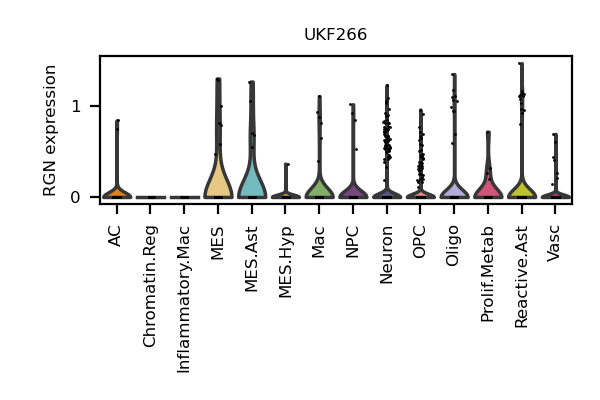 UKF266
RGN expression
1
0
AC
Chromatin.Reg
Inflammatory.Mac
MES
MES.Ast
MES.Hyp
Mac
NPC
Neuron
OPC
Oligo
Prolif.Metab
Reactive.Ast
Vasc